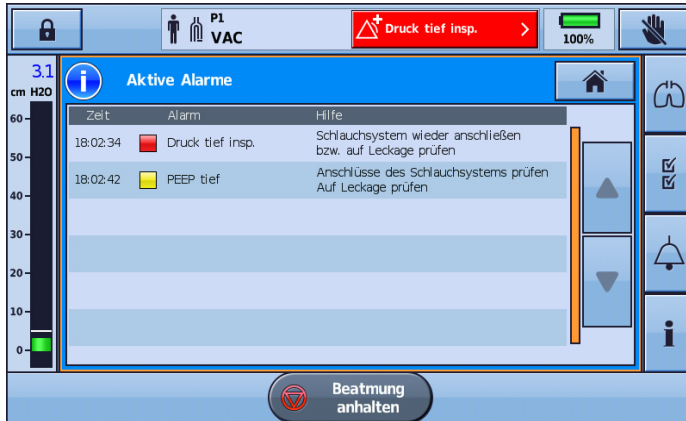 P1
VAC
Druck tief insp.
100%
3.1
cm H2O
Aktive Alarme
Zeit Alarm Hilfe
18:02:34 Druck tief insp. Schlauchsystem wieder anschließen
bzw. auf Leckage prüfen
18:02:42 PEEP tief Anschlüsse des Schlauchsystems prüfen
Auf Leckage prüfen
60
50
40
30
20
10
0
Beatmung
anhalten